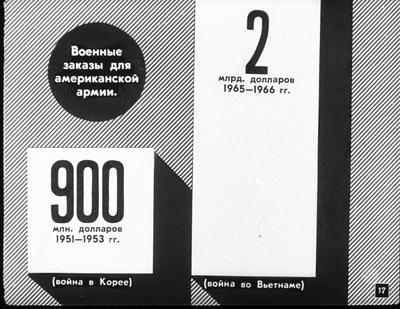 Военные
заказы для
американской
армии.
2
млрд. долларов
1965—1966 гг.
900
млн. долларов
1951—1953 гг.
(война в Корее)
(война во Вьетнаме)
17